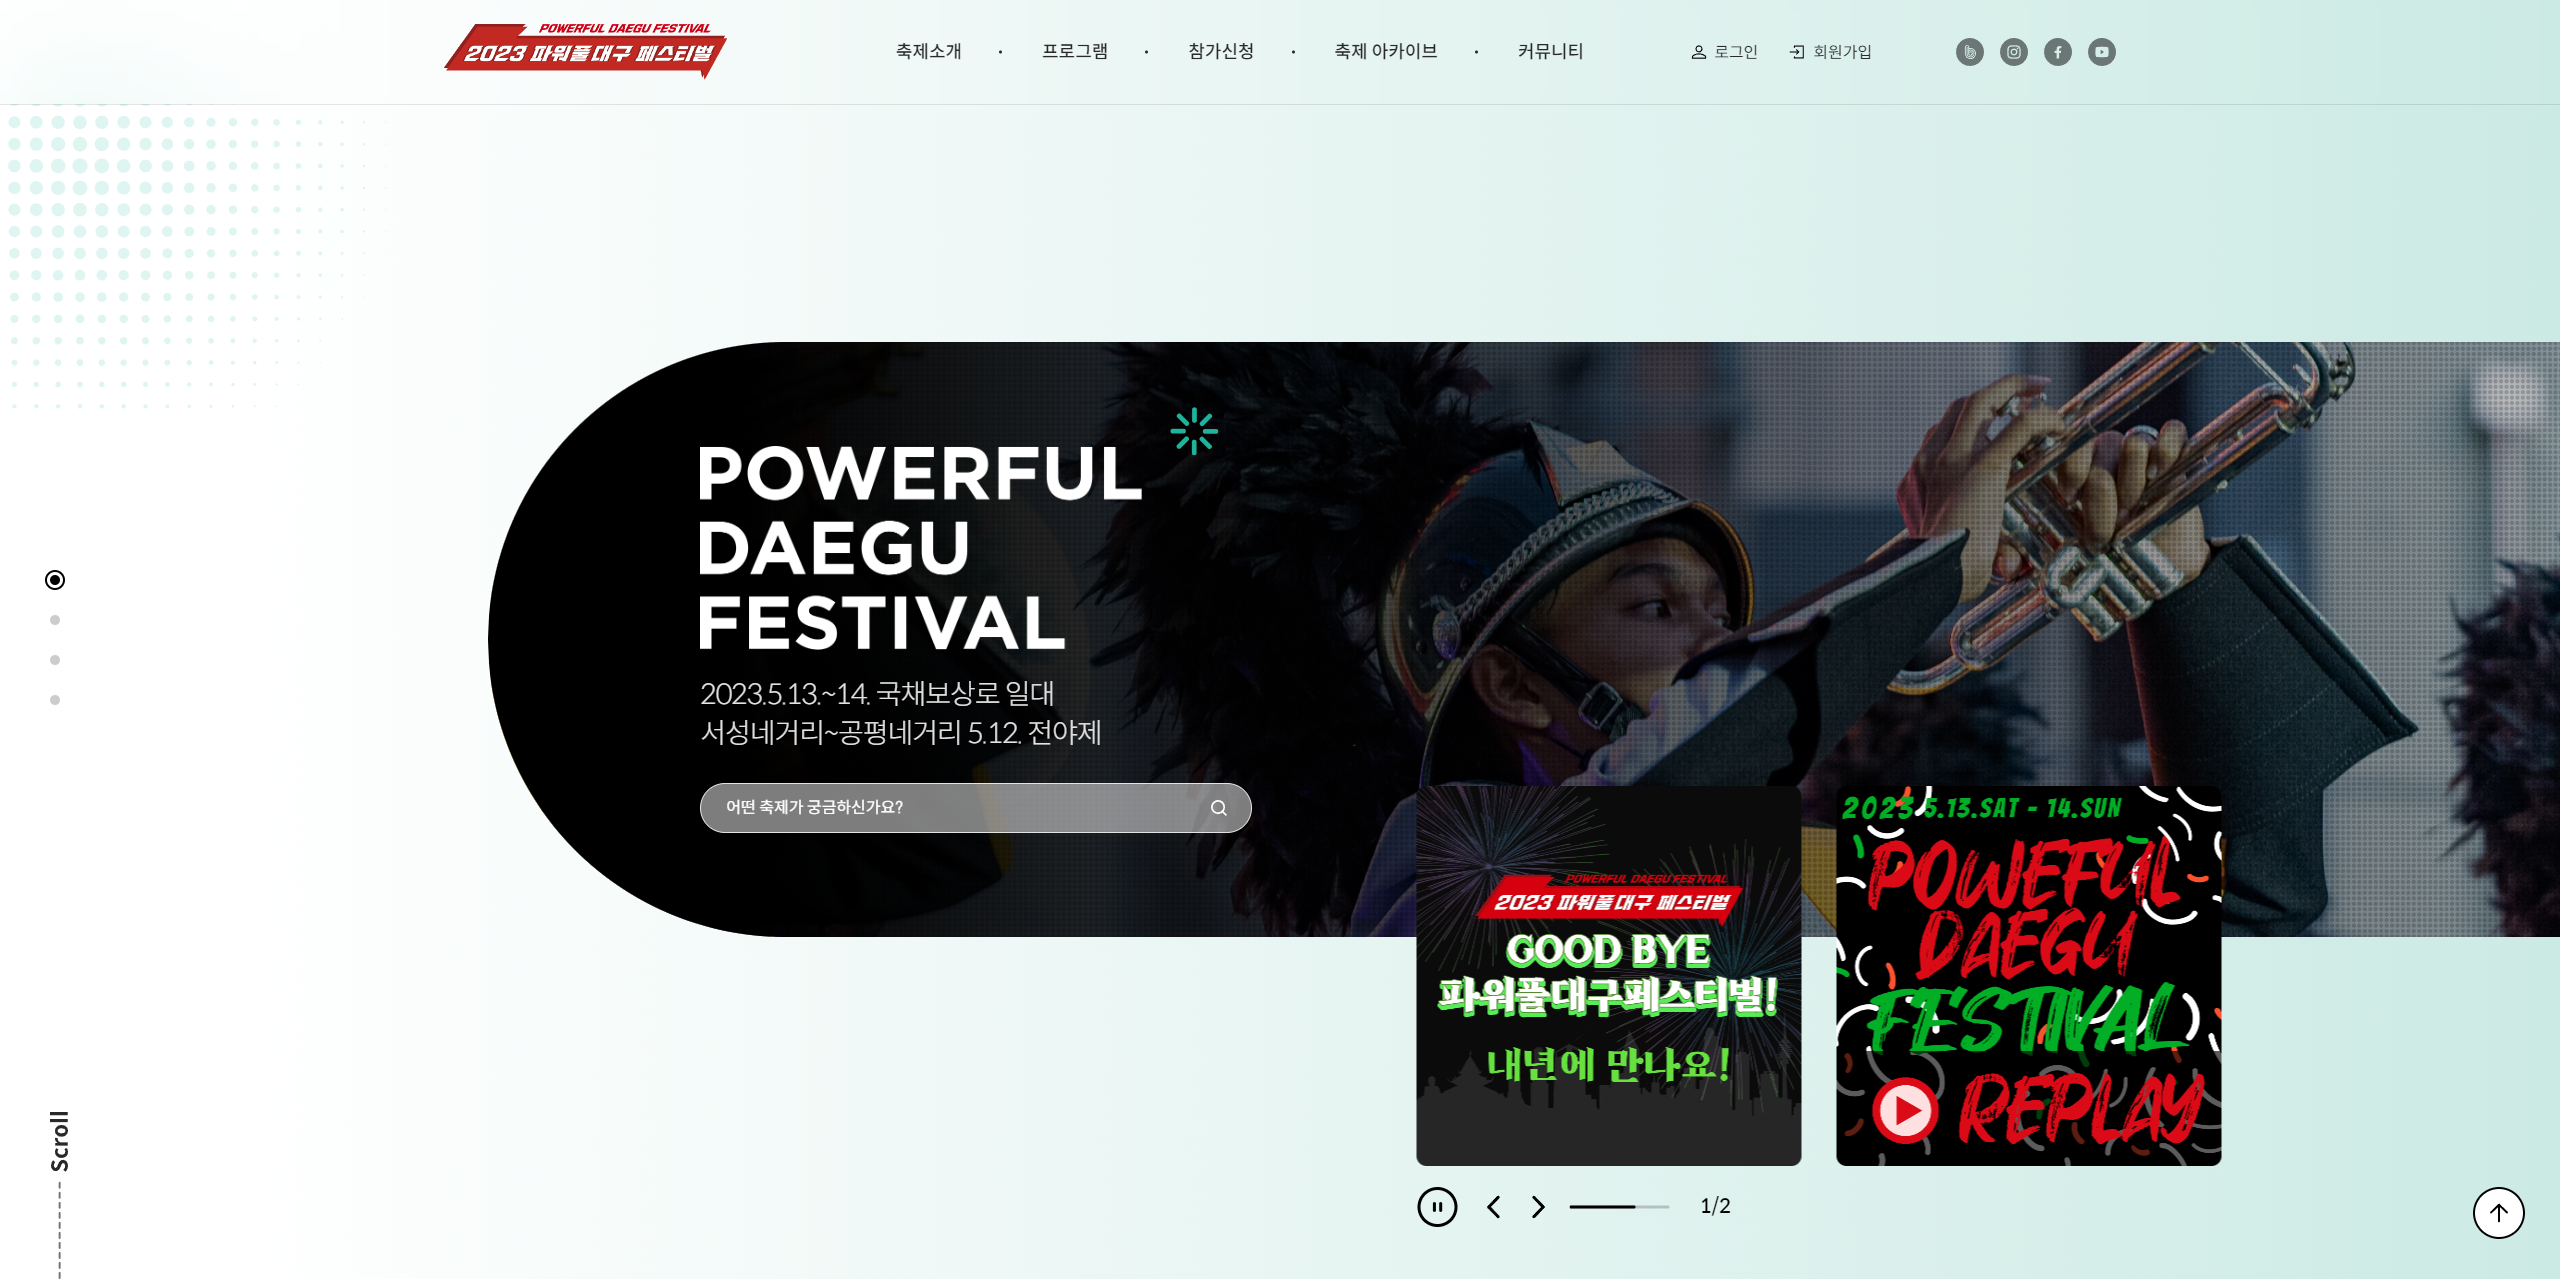 POWERFUL DAEGU FESTIVAL
2023 파워풀대구 페스티벌
축제소개
프로그램
참가신청
축제 아카이브
커뮤니티
로그인
회원가입
POWERFUL
DAEGU
FESTIVAL
2023.5.13.~14. 국채보상로 일대
서성네거리~공평네거리 5.12. 전야제
어떤 축제가 궁금하신가요?
POWERFUL DAEGU FESTIVAL
2023 파워풀대구 페스티벌
GOOD BYE
파워풀대구페스티벌!
내년에 만나요!
2023 5.13.SAT - 14.SUN
POWEFUL
DAEGU
FESTIVAL
REPLAY
1/2
Scroll